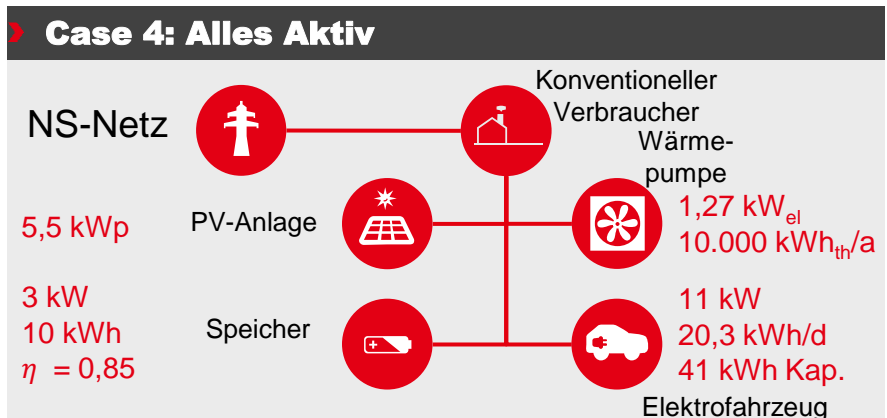 Case 4: Alles Aktiv
NS-Netz
Konventioneller
Verbraucher
Wärme-
pumpe
5,5 kWp
PV-Anlage
1,27 kWel
10.000 kWhth/a
3 kW
10 kWh
η = 0,85
Speicher
11 kW
20,3 kWh/d
41 kWh Kap.
Elektrofahrzeug